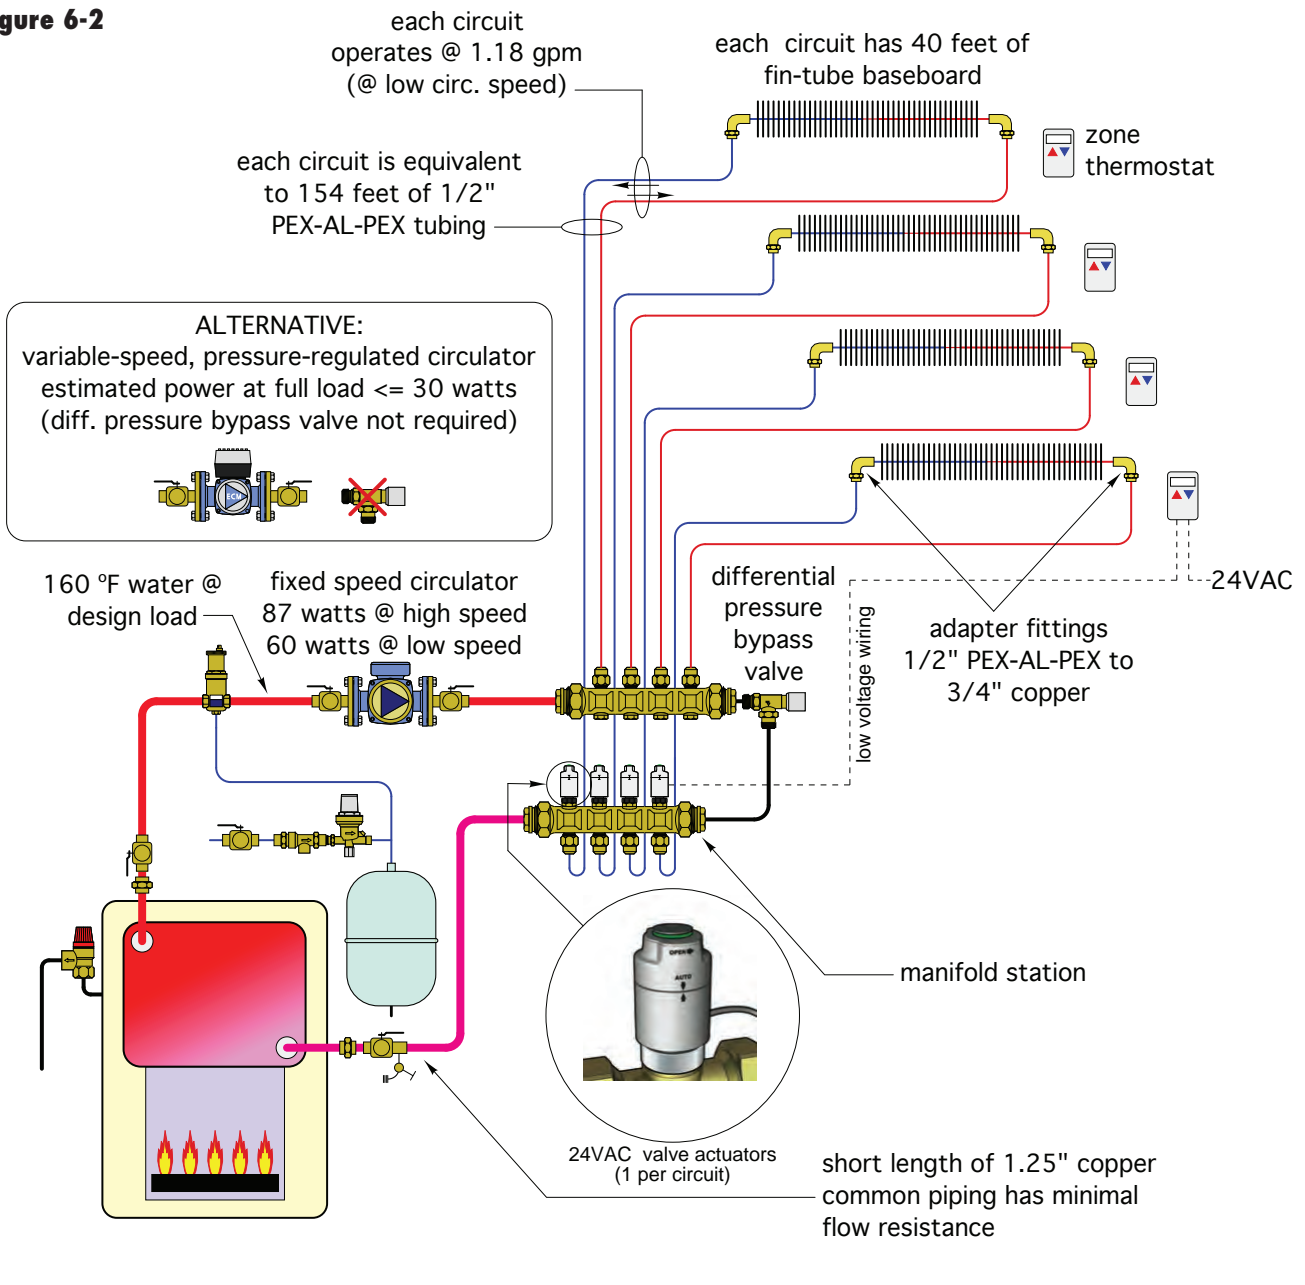 gure 6-2
each circuit
operates @ 1.18 gpm
(@ low circ. speed)
each circuit has 40 feet of
fin-tube baseboard
zone
thermostat
each circuit is equivalent
to 154 feet of 1/2"
PEX-AL-PEX tubing
ALTERNATIVE:
variable-speed, pressure-regulated circulator
estimated power at full load <= 30 watts
(diff. pressure bypass valve not required)
ECM
160 ºF water @
design load
fixed speed circulator
87 watts @ high speed
60 watts @ low speed
differential
pressure
bypass
valve
low voltage wiring
24VAC
adapter fittings
1/2" PEX-AL-PEX to
3/4" copper
OPEN
AUTO
manifold station
24VAC valve actuators
(1 per circuit)
short length of 1.25" copper
common piping has minimal
flow resistance